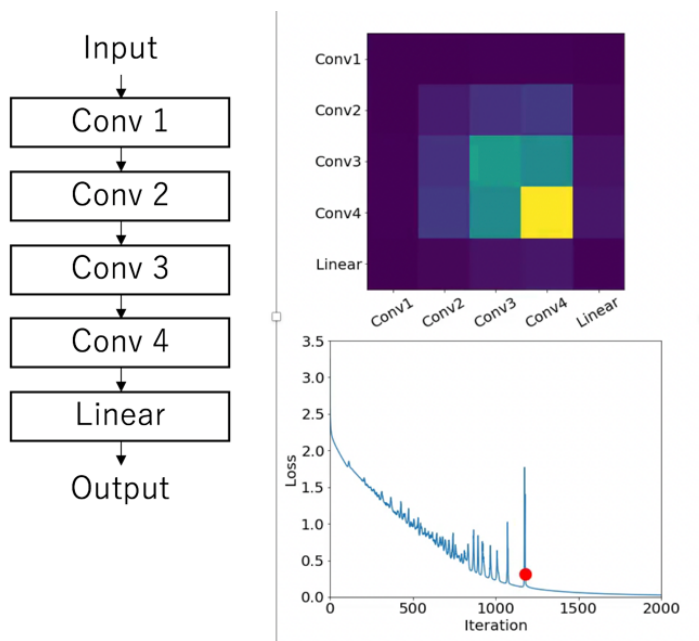 Input
Conv 1
Conv 2
Conv 3
Conv 4
Linear
Output
Conv1
Conv2
Conv3
Conv4
Linear
Conv1
Conv2
Conv3
Conv4
Linear
3.5
3.0
2.5
2.0
1.5
1.0
0.5
0.0
Loss
0 500 1000 1500 2000
Iteration